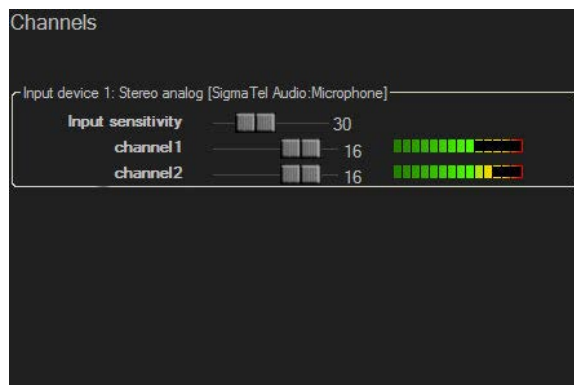 Channels
Input device 1: Stereo analog [SigmaTel Audio:Microphone]
Input sensitivity 30
channel1 16
channel2 16